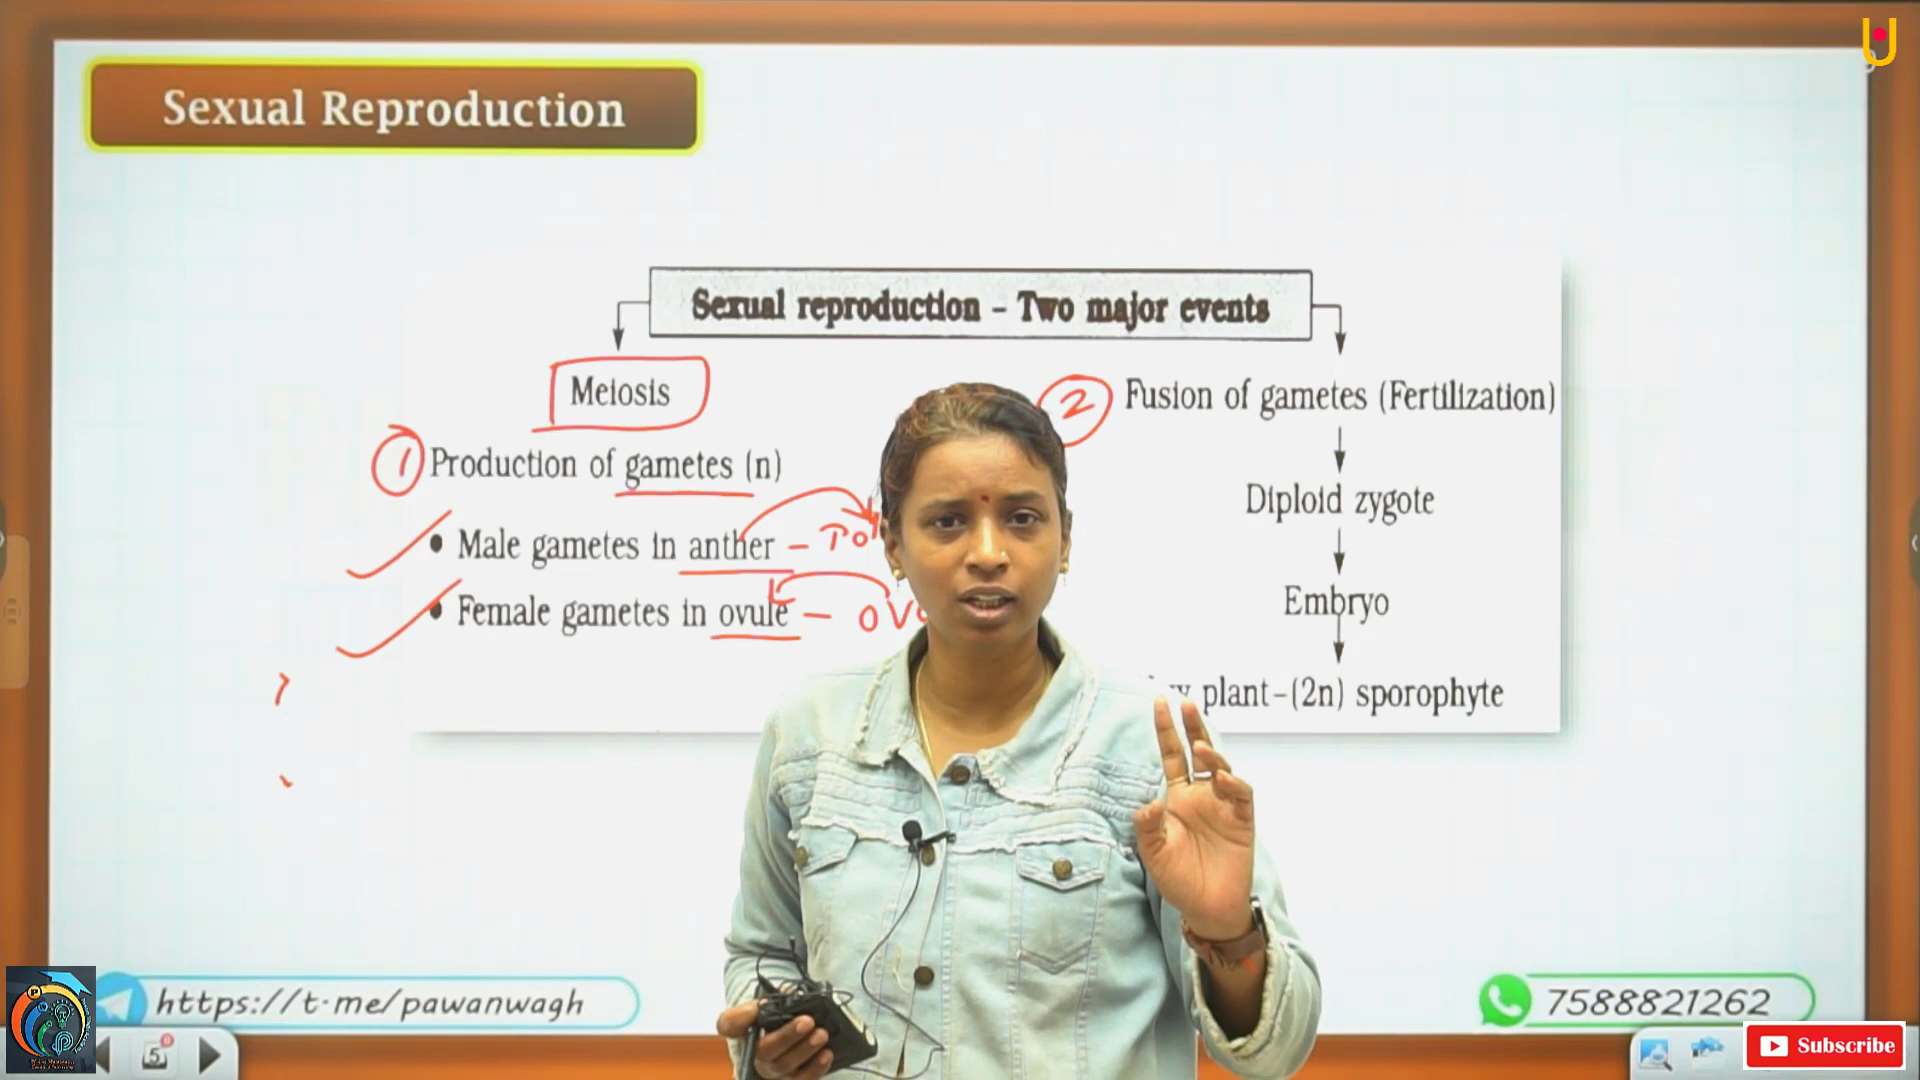 Sexual Reproduction
Sexual reproduction – Two major events
Meiosis
1 Production of gametes (n)
• Male gametes in anther –
• Female gametes in ovule –
2 Fusion of gametes (Fertilization)
Diploid zygote
Embryo
plant–(2n) sporophyte
https://t.me/pawanwagh
7588821262
5
Subscribe